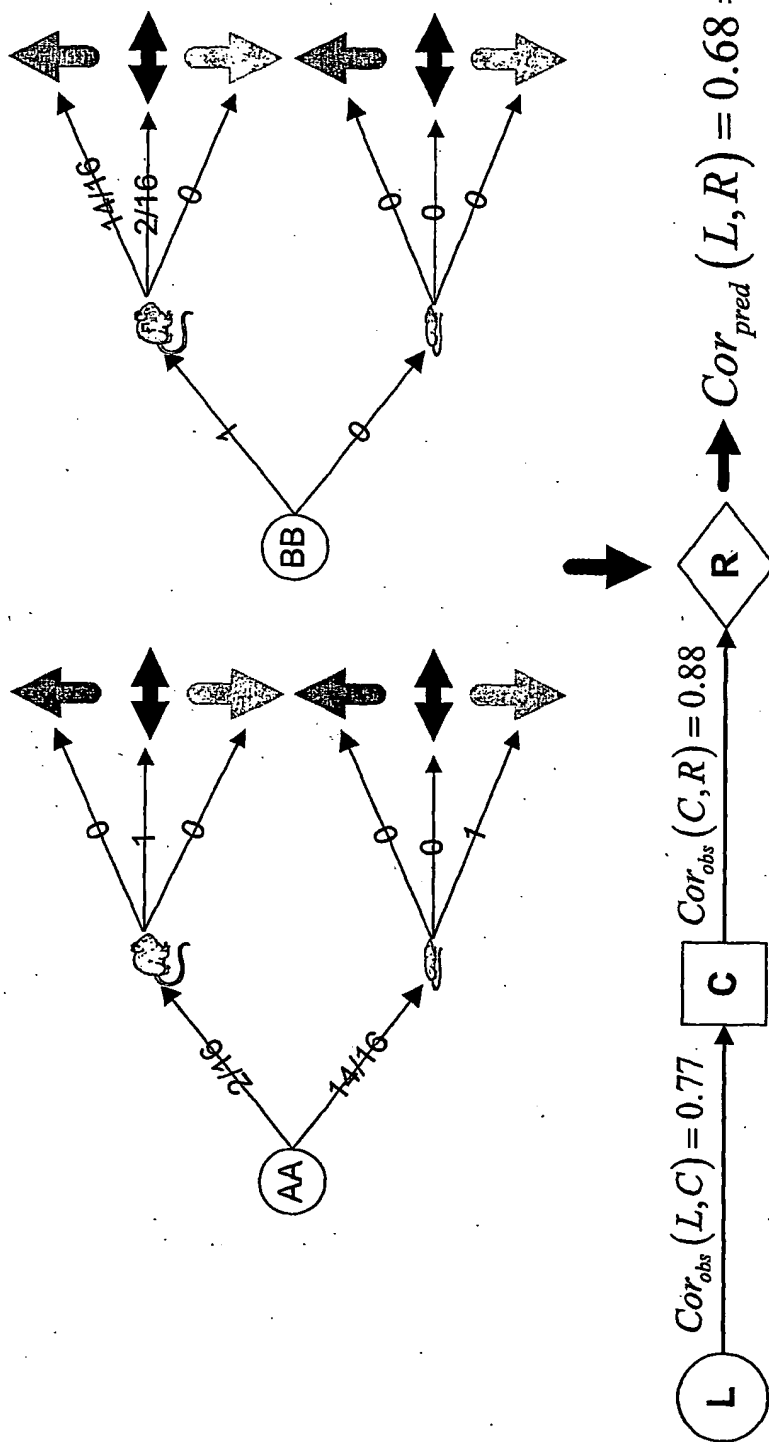 AA
2/16
14/16
0
1
0
0
0
1
BB
1
0
14/16
2/16
0
0
0
0
L
Cor_obs (L,C) = 0.77
C
Cor_obs (C,R) = 0.88
R
Cor_pred (L,R) = 0.68 =